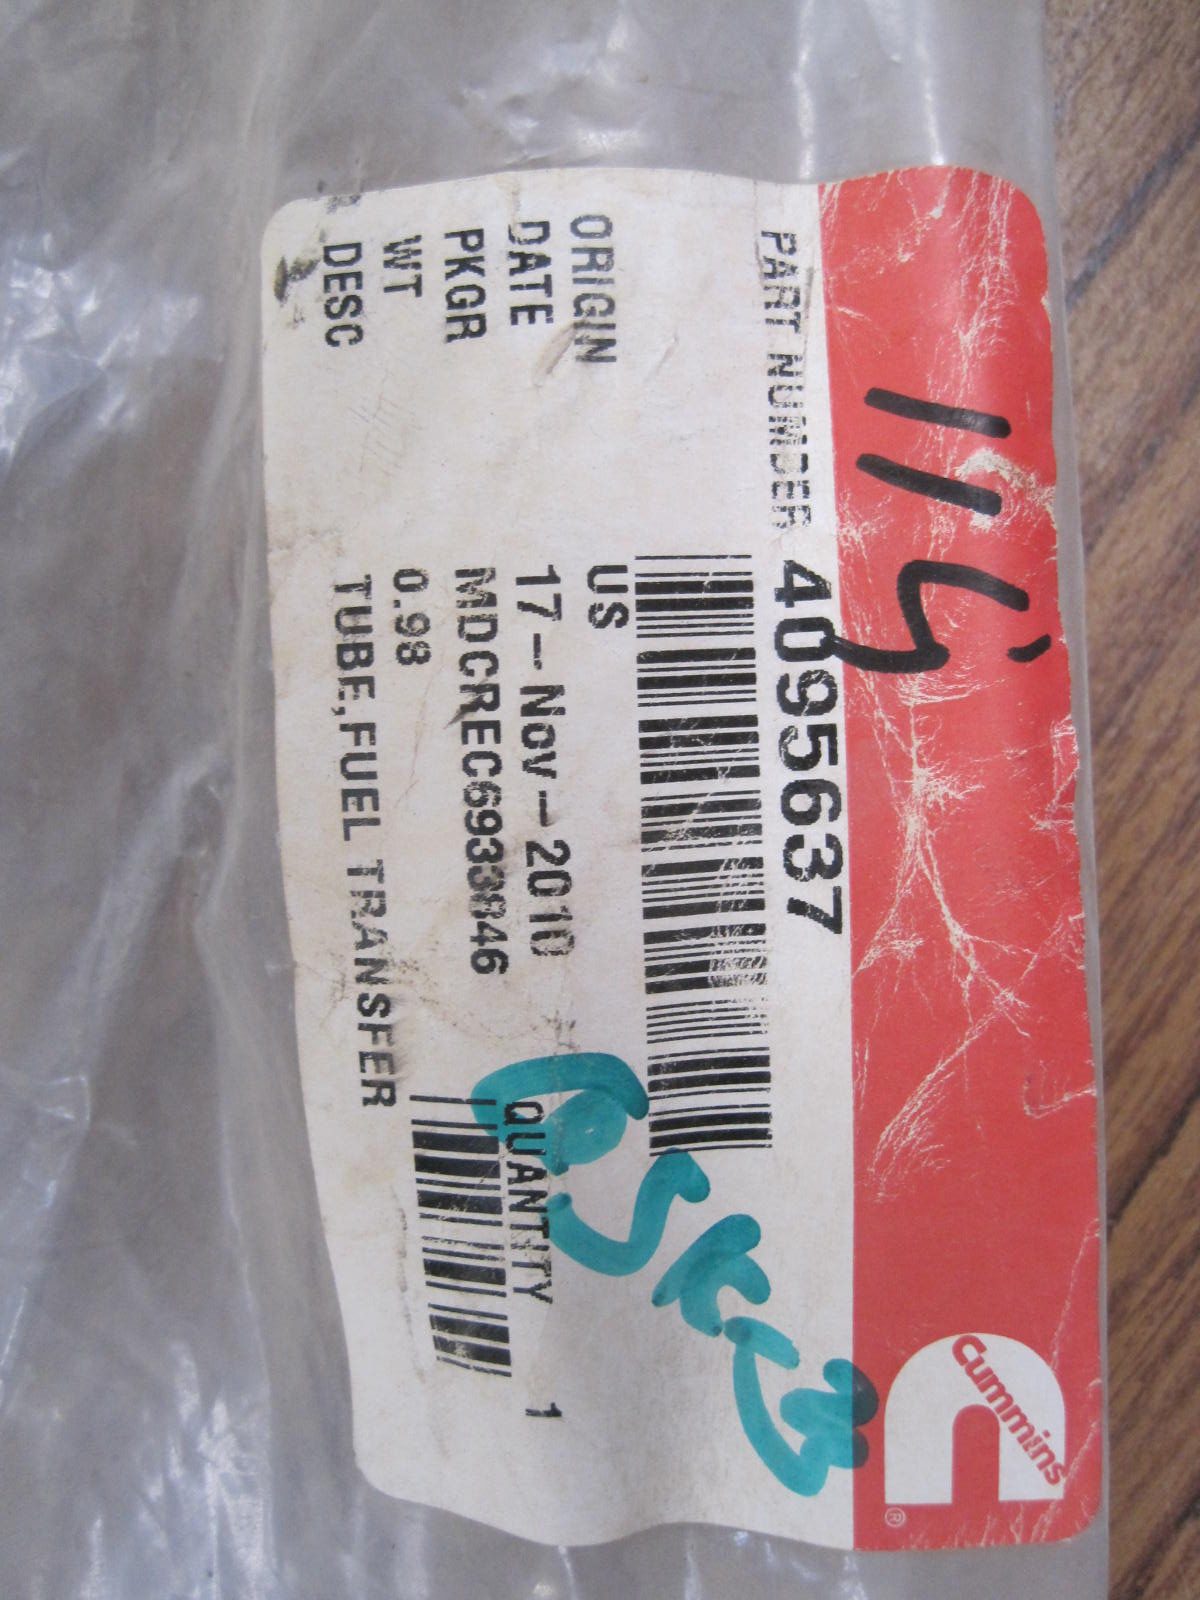 Cummins
®
PART NUMBER 4095637
ORIGIN US
DATE 17-Nov-2010
PKGR MDCREC693846
WT 0.98
DESC TUBE,FUEL TRANSFER
QUANTITY 1